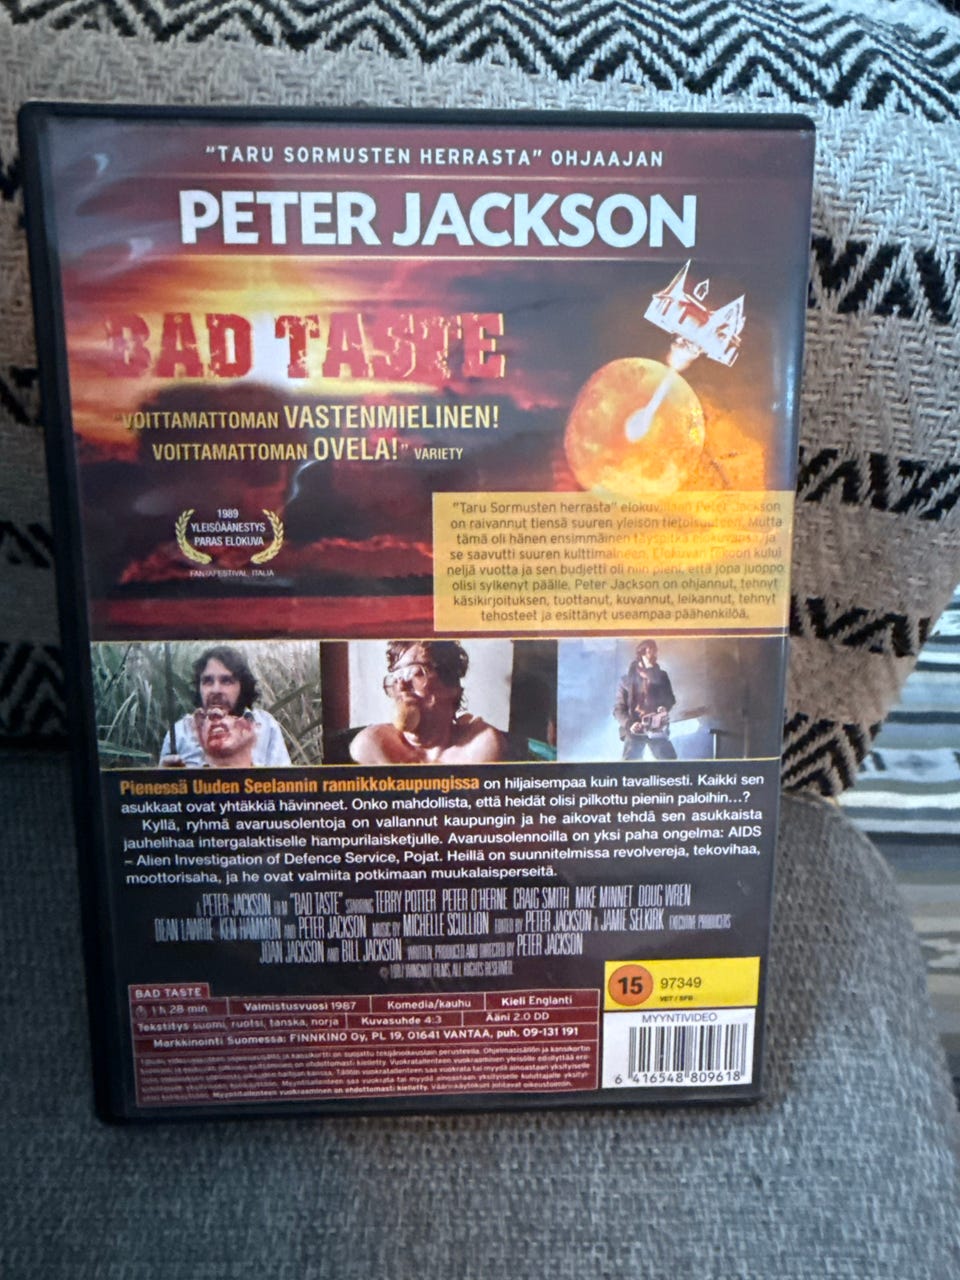 "TARU SORMUSTEN HERRASTA" OHJAAJAN
PETER JACKSON
BAD TASTE
"VOITTAMATTOMAN VASTENMIELINEN!
VOITTAMATTOMAN OVELA!" VARIETY
1989
YLEISÖÄÄNESTYS
PARAS ELOKUVA
FANTAFESTIVAL, ITALIA
"Taru Sormusten herrasta" elokuvillaan Peter Jackson
on raivannut tiensä suuren yleisön tietoisuuteen. Mutta
tämä oli hänen ensimmäinen täyspitkä elokuvansa ja
se saavutti suuren kulttimaineen. Elokuvan tekoon kului
neljä vuotta ja sen budjetti oli niin pieni, että jopa juoppo
olisi sylkenyt päälle. Peter Jackson on ohjannut, tehnyt
käsikirjoituksen, tuottanut, kuvannut, leikannut, tehnyt
tehosteet ja esittänyt useampaa päähenkilöä.
Pienessä Uuden Seelannin rannikkokaupungissa on hiljaisempaa kuin tavallisesti. Kaikki sen
asukkaat ovat yhtäkkiä hävinneet. Onko mahdollista, että heidät olisi pilkottu pieniin paloihin...?
Kyllä, ryhmä avaruusolentoja on vallannut kaupungin ja he aikovat tehdä sen asukkaista
jauhelihaa intergalaktiselle hampurilaisketjulle. Avaruusolennoilla on yksi paha ongelma: AIDS
– Alien Investigation of Defence Service, Pojat. Heillä on suunnitelmissa revolvereja, tekovihaa,
moottorisaha, ja he ovat valmiita potkimaan muukalaisperseitä.
A PETER JACKSON FILM "BAD TASTE" STARRING TERRY POTTER PETER O'HERNE CRAIG SMITH MIKE MINNET DOUG WREN
DEAN LAWRIE KEN HAMMON AND PETER JACKSON MUSIC BY MICHELLE SCULLION EDITED BY PETER JACKSON & JAMIE SELKIRK EXECUTIVE PRODUCERS
JOAN JACKSON AND BILL JACKSON WRITTEN, PRODUCED AND DIRECTED BY PETER JACKSON
© 1987 WINGNUT FILMS, ALL RIGHTS RESERVED
BAD TASTE
1 h 28 min Valmistusvuosi 1987 Komedia/kauhu Kieli Englanti
Tekstitys suomi, ruotsi, tanska, norja Kuvasuhde 4:3 Ääni 2.0 DD
Markkinointi Suomessa: FINNKINO Oy, PL 19, 01641 VANTAA, puh. 09-131 191
15 97349
VET / SFB
MYYNTIVIDEO
6 416548 809618